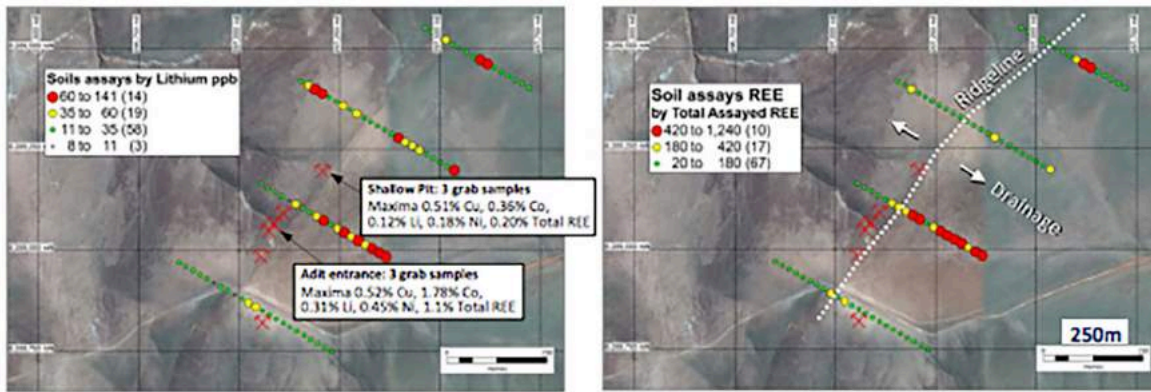 Soils assays by Lithium ppb
60 to 141 (14)
35 to 60 (19)
11 to 35 (58)
8 to 11 (3)
Shallow Pit: 3 grab samples
Maxima 0.51% Cu, 0.36% Co,
0.12% Li, 0.18% Ni, 0.20% Total REE
Adit entrance: 3 grab samples
Maxima 0.52% Cu, 1.78% Co,
0.31% Li, 0.45% Ni, 1.1% Total REE
Soil assays REE
by Total Assayed REE
420 to 1,240 (10)
180 to 420 (17)
20 to 180 (67)
Ridgeline
Drainage
250m